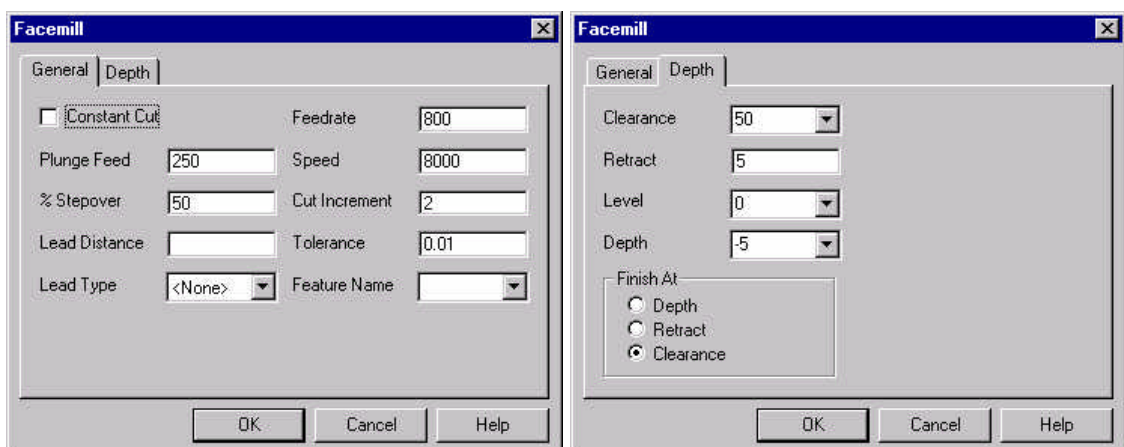 Facemill
General Depth
Constant Cut
Feedrate 800
Plunge Feed 250 Speed 8000
% Stepover 50 Cut Increment 2
Lead Distance Tolerance 0.01
Lead Type <None> Feature Name
OK Cancel Help
Facemill
General Depth
Clearance 50
Retract 5
Level 0
Depth -5
Finish At
Depth
Retract
Clearance
OK Cancel Help